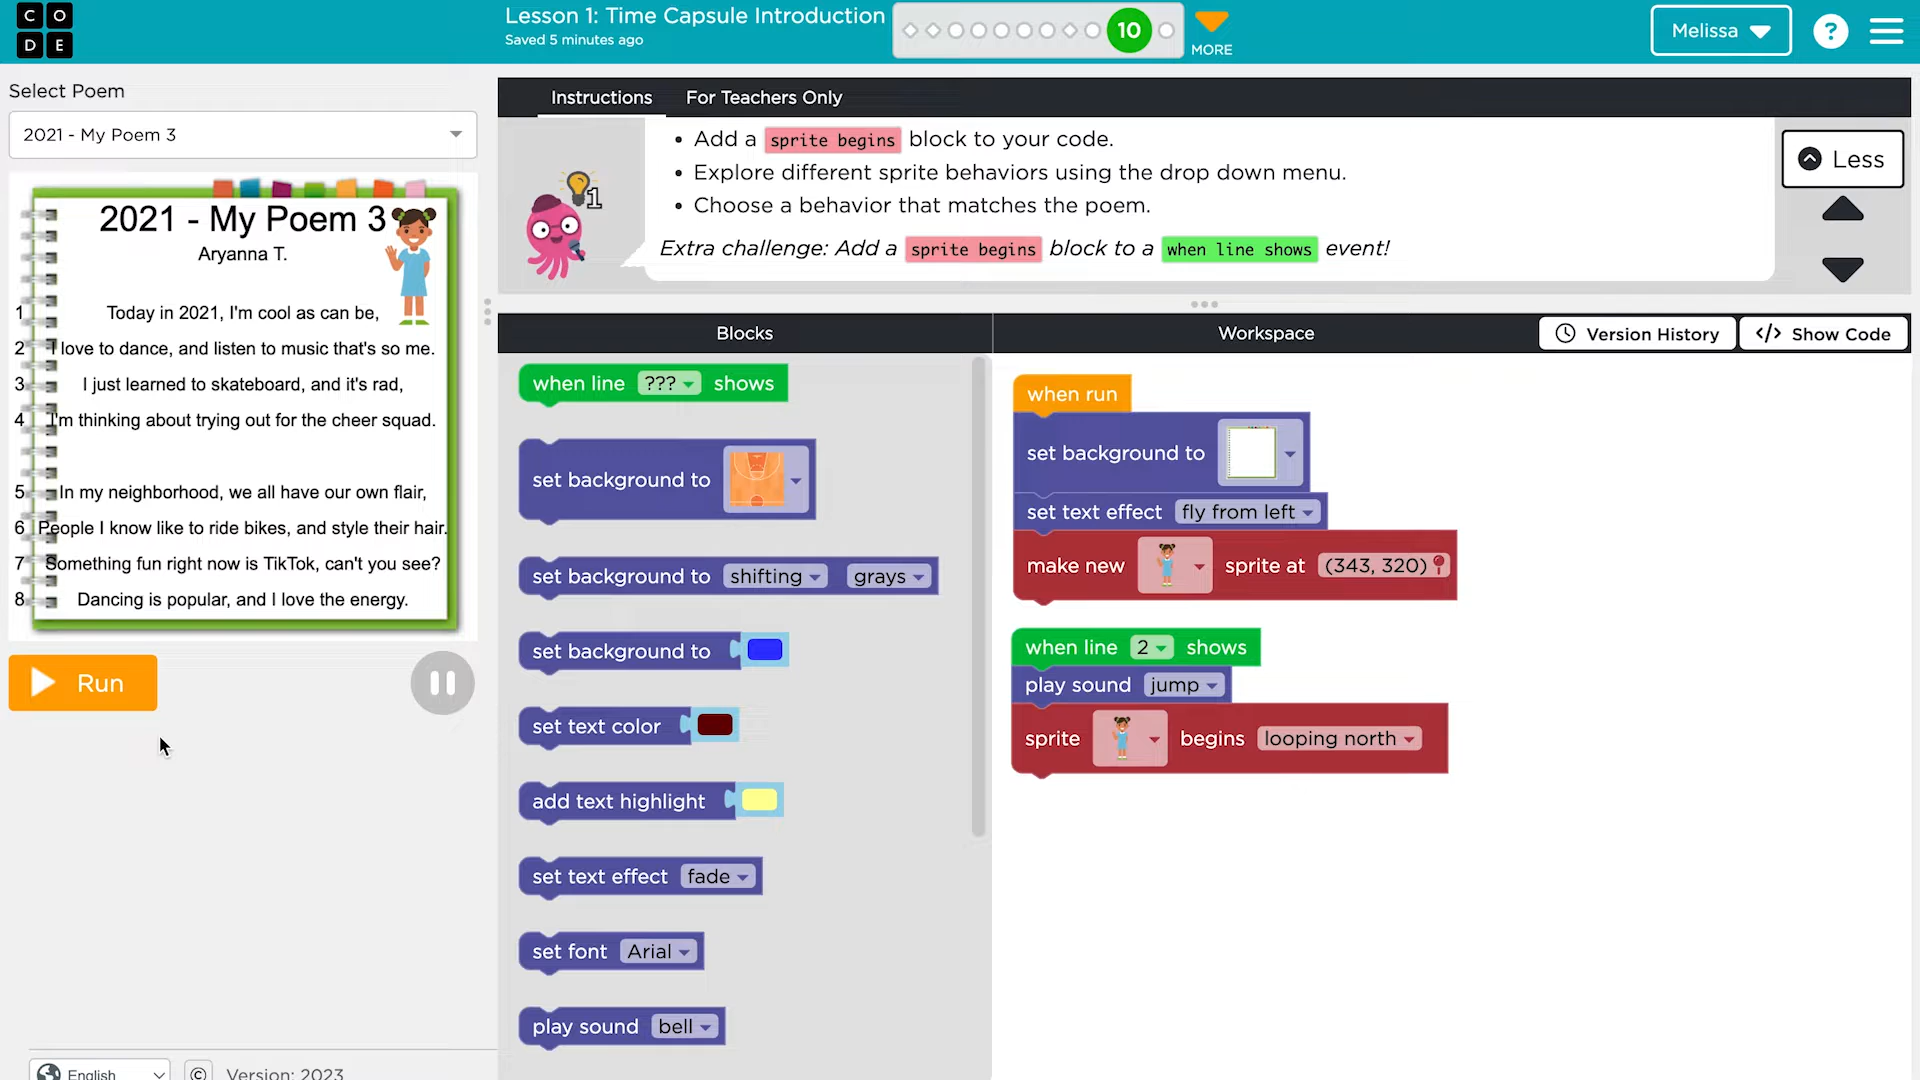 C O
D E
Lesson 1: Time Capsule Introduction
Saved 5 minutes ago
10
MORE
Melissa
?
Select Poem
2021 - My Poem 3
2021 - My Poem 3
Aryanna T.
1 Today in 2021, I'm cool as can be,
2 I love to dance, and listen to music that's so me.
3 I just learned to skateboard, and it's rad,
4 I'm thinking about trying out for the cheer squad.
5 In my neighborhood, we all have our own flair,
6 People I know like to ride bikes, and style their hair.
7 Something fun right now is TikTok, can't you see?
8 Dancing is popular, and I love the energy.
Run
English
© Version: 2023
Instructions
For Teachers Only
1
• Add a sprite begins block to your code.
• Explore different sprite behaviors using the drop down menu.
• Choose a behavior that matches the poem.
Extra challenge: Add a sprite begins block to a when line shows event!
Less
Blocks
when line ??? shows
set background to
set background to shifting grays
set background to
set text color
add text highlight
set text effect fade
set font Arial
play sound bell
Workspace
Version History
</> Show Code
when run
set background to
set text effect fly from left
make new sprite at (343, 320)
when line 2 shows
play sound jump
sprite begins looping north